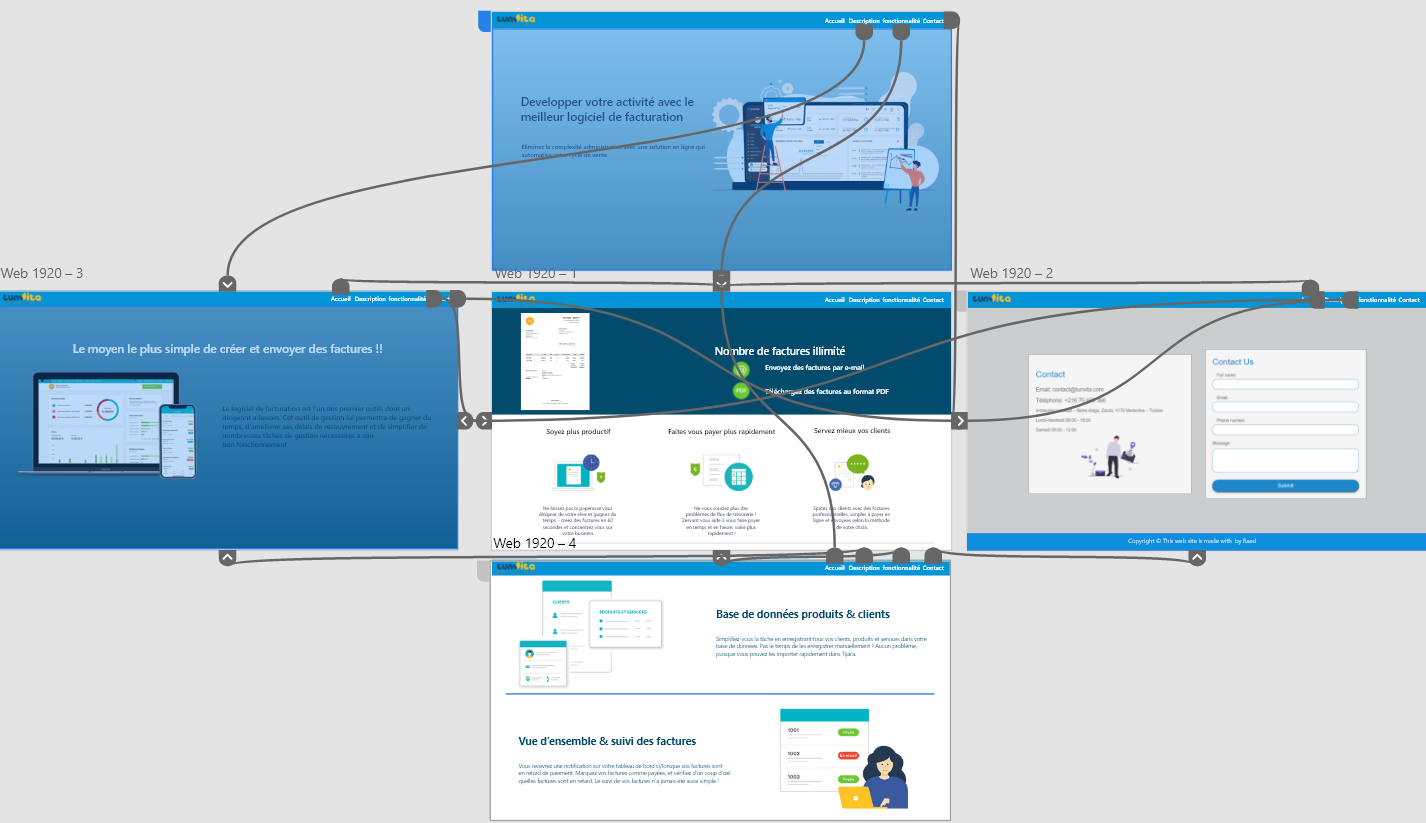 tunvita
Accueil Description fonctionnalité Contact
Developper votre activité avec le
meilleur logiciel de facturation
Eliminez la complexité avec une solution en ligne qui
cycle de vente
Web 1920 – 3
Web 1920 – 1
Web 1920 – 2
tunvita
Accueil Description fonctionnalité
Le moyen le plus simple de créer et envoyer des factures !!
Le logiciel de facturation est l'un des premier outils dont un
dirigeant a besoin. Cet outil de gestion lui permettra de gagner du
temps, d'améliorer ses délais de recouvrement et de simplifier de
nombreuses tâches de gestion nécessaires à son
bon fonctionnement
tunvita
Accueil Description fonctionnalité Contact
Nombre de factures illimité
Envoyez des factures par e-mail
PDF
Téléchargez des factures au format PDF
Soyez plus productif
Faites vous payer plus rapidement
Servez mieux vos clients
Ne laissez pas la paperasse vous
éloigner de votre rêve et gagnez du
temps – créez des factures en 60
secondes et concentrez vous sur
votre business.
Ne vous souciez plus des
problèmes de flux de trésorerie !
Zervant vous aide à vous faire payer
en temps et en heure, voire plus
rapidement !
Epatez vos clients avec des factures
professionnelles, simples à payer en
ligne et envoyées selon la méthode
de votre choix.
tunvita
fonctionnalité Contact
Contact
Email: contact@tunvita.com
Téléphone: +216 75
Lundi-Vendredi 08:00 - 18:00
Samedi 08:00 - 12:00
Contact Us
Full name
Email
Phone number
Message
Submit
Copyright © This web site is made with by Raed
Web 1920 – 4
tunvita
Accueil Description fonctionnalité Contact
CLIENTS
PRODUITS ET SERVICES
Base de données produits & clients
Simplifiez-vous la tâche en enregistrant tous vos clients, produits et services dans votre
base de données. Pas le temps de les enregistrer manuellement ? Aucun problème,
puisque vous pouvez les importer rapidement dans Tijara.
Vue d'ensemble & suivi des factures
Vous recevrez une notification sur votre tableau de bord si/lorsque vos factures sont
en retard de paiement. Marquez vos factures comme payées, et vérifiez d'un coup d'œil
quelles factures sont en retard. Le suivi de vos factures n'a jamais été aussi simple !
1001
Payée
1002
En retard
1003
Payée